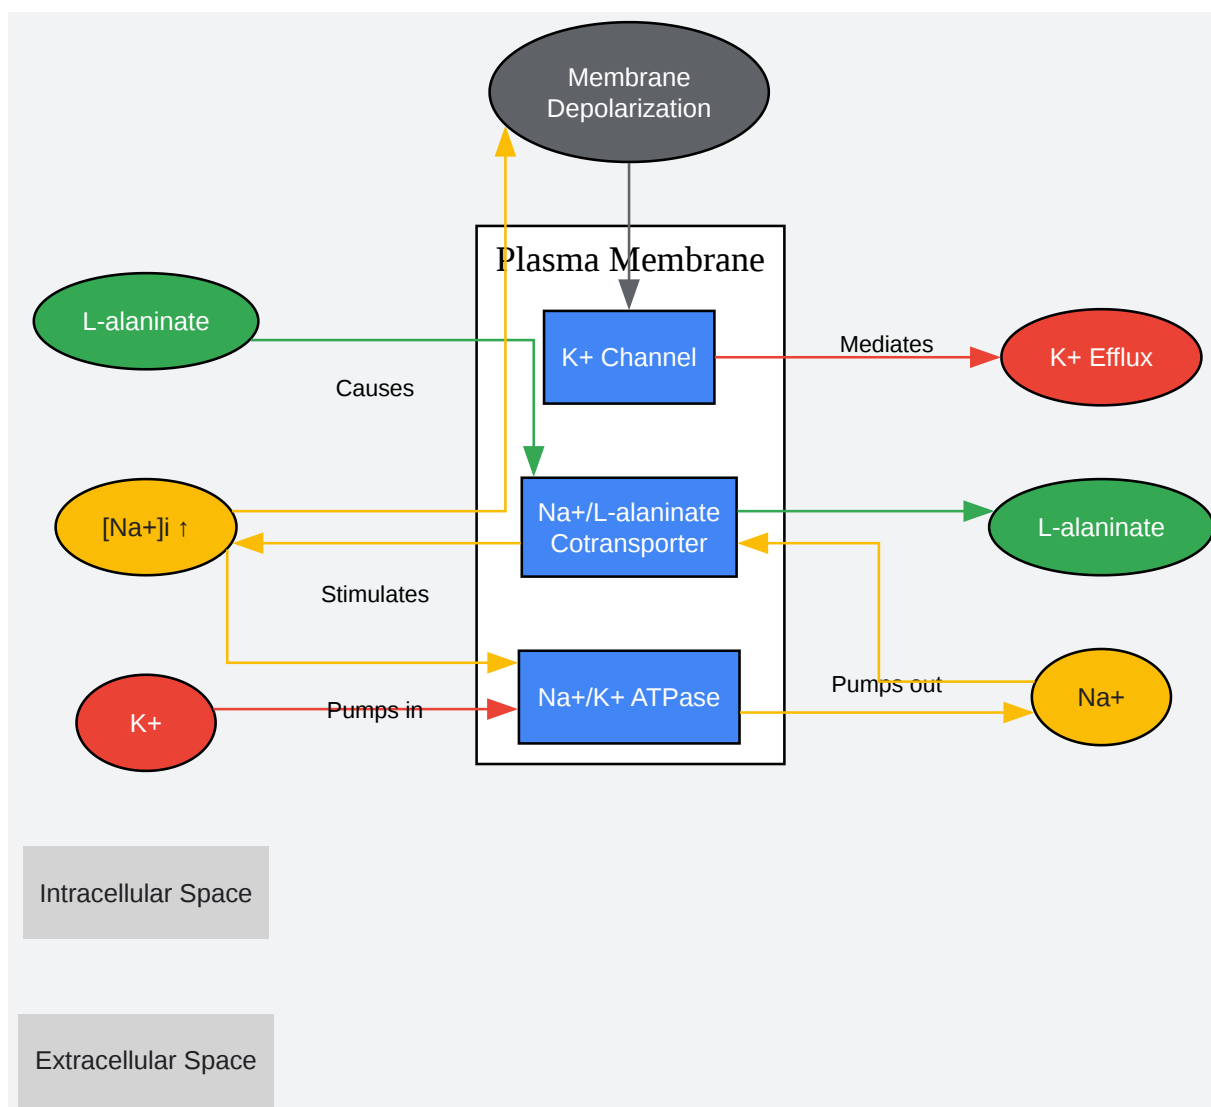 Membrane
Depolarization
Plasma Membrane
L-alaninate
K+ Channel
Mediates
K+ Efflux
Causes
[Na+]i ↑
Na+/L-alaninate
Cotransporter
L-alaninate
Stimulates
K+
Pumps in
Na+/K+ ATPase
Pumps out
Na+
Intracellular Space
Extracellular Space